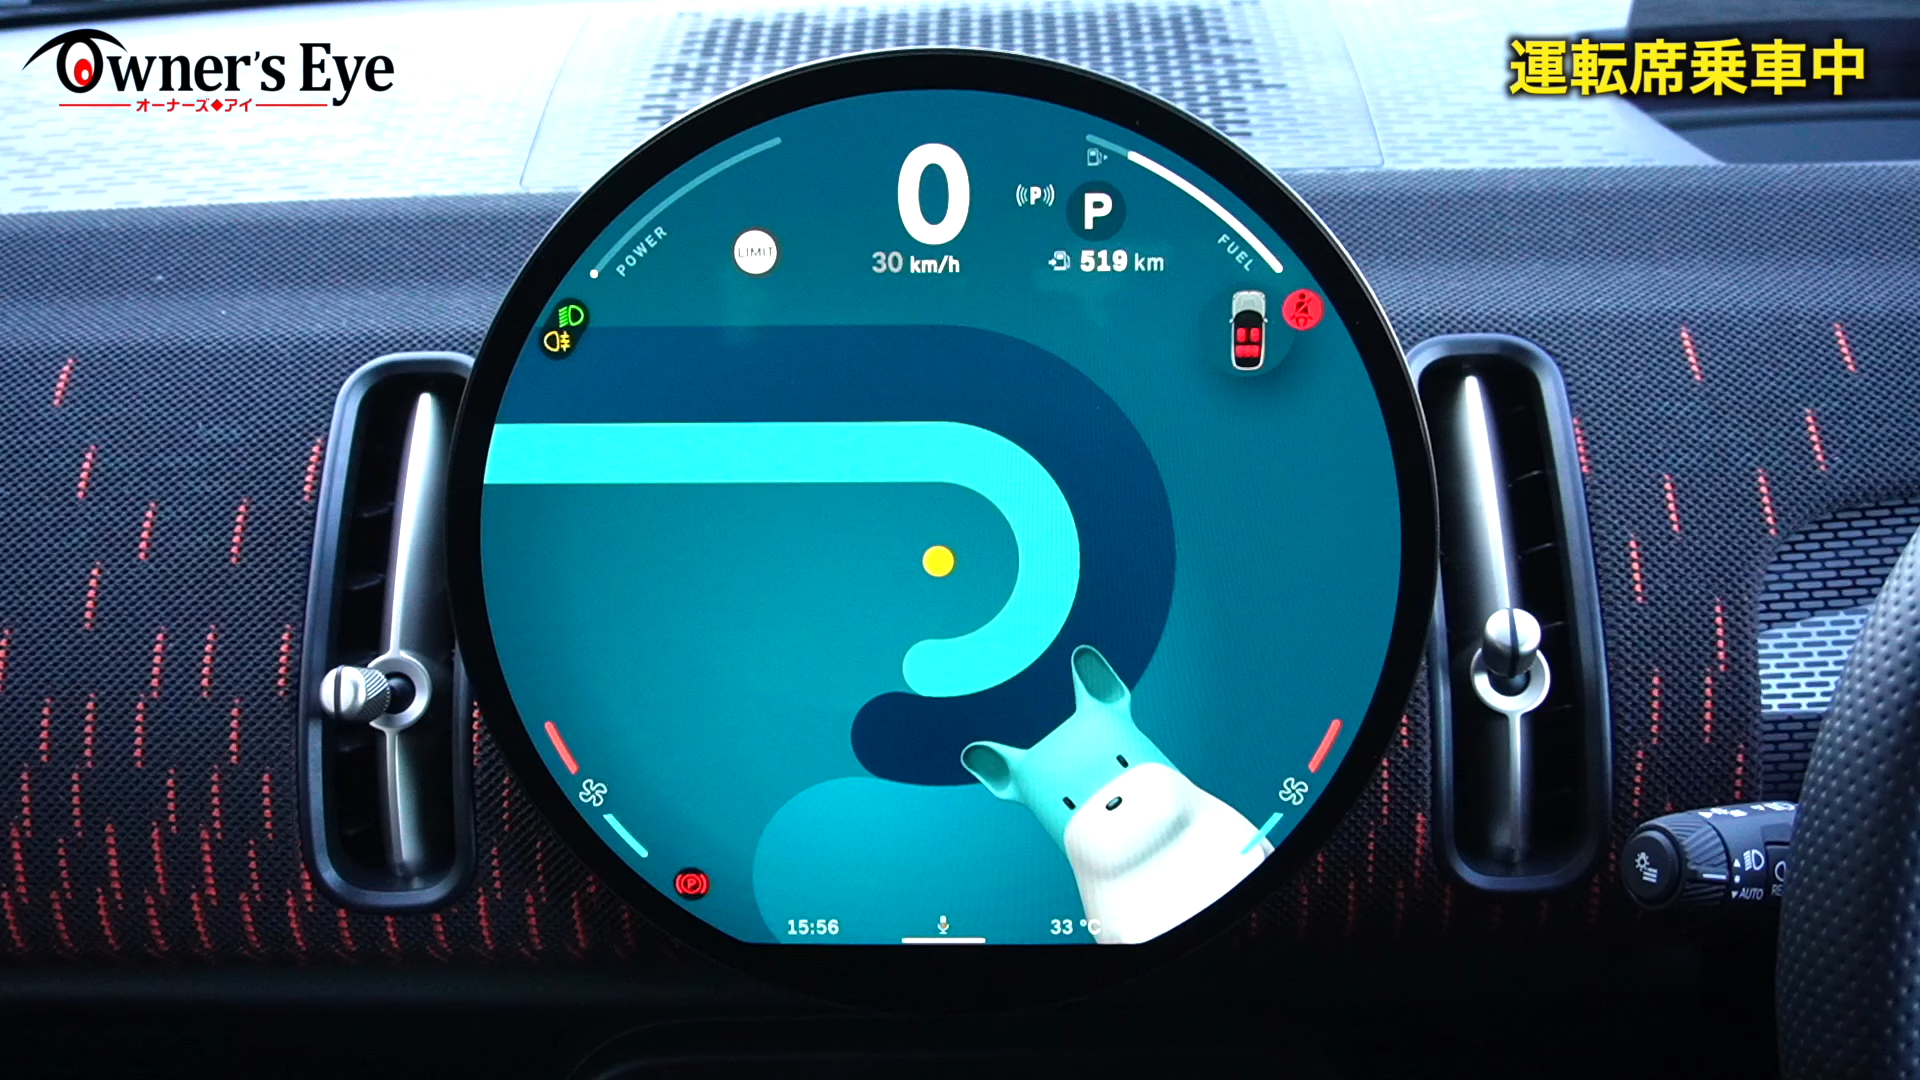 Owner's Eye
オーナーズ◆アイ
運転席乗車中
0
P
P
POWER
LIMIT
30 km/h
519 km
FUEL
P
15:56
33 °C
AUTO